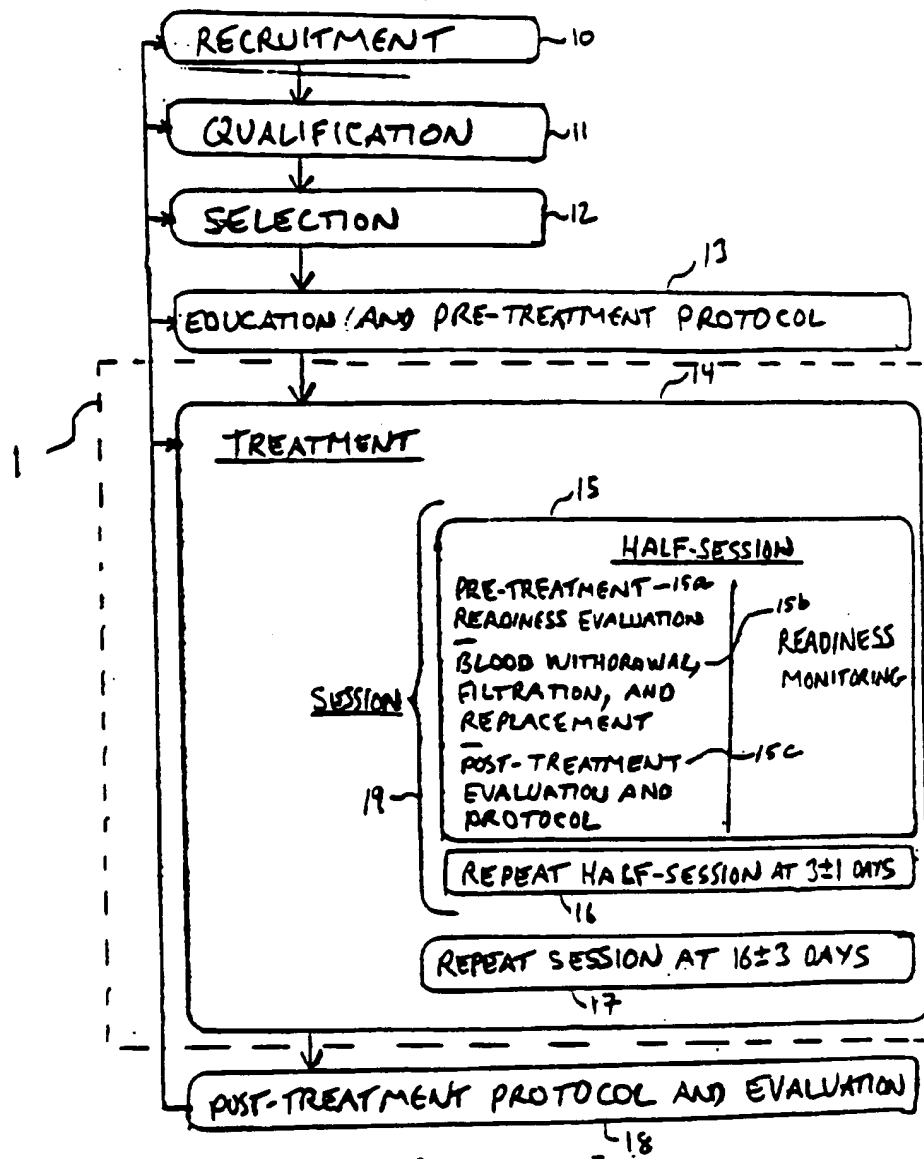 RECRUITMENT 10
QUALIFICATION 11
SELECTION 12
13
EDUCATION/AND PRE-TREATMENT PROTOCOL
14
1
TREATMENT
15
HALF-SESSION
PRE-TREATMENT 15a
READINESS EVALUATION
15b
BLOOD WITHDRAWAL,
FILTRATION, AND
REPLACEMENT
READINESS
MONITORING
SESSION
POST-TREATMENT 15c
EVALUATION AND
PROTOCOL
19
REPEAT HALF-SESSION AT 3±1 DAYS
16
REPEAT SESSION AT 16±3 DAYS
17
POST-TREATMENT PROTOCOL AND EVALUATION
18